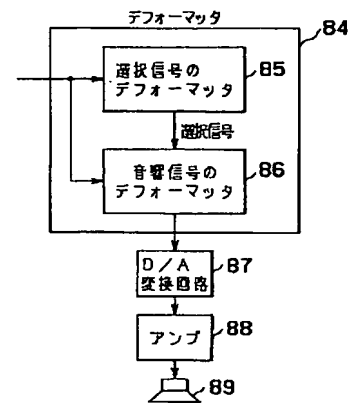 デフォーマッタ
84
選択信号の
デフォーマッタ
85
選択信号
音響信号の
デフォーマッタ
86
D/A
変換回路
87
アンプ
88
89